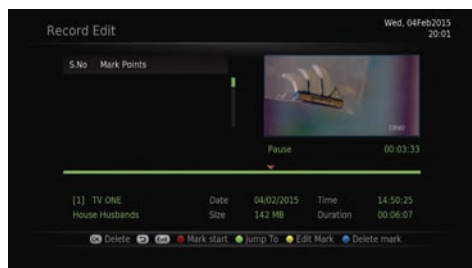 Record Edit
Wed, 04Feb2015
20:01
S.No Mark Points
Pause 00:03:33
[1] TV ONE Date 04/02/2015 Time 14:50:25
House Husbands Size 142 MB Duration 00:06:07
OK Delete Exit Mark start Jump To Edit Mark Delete mark